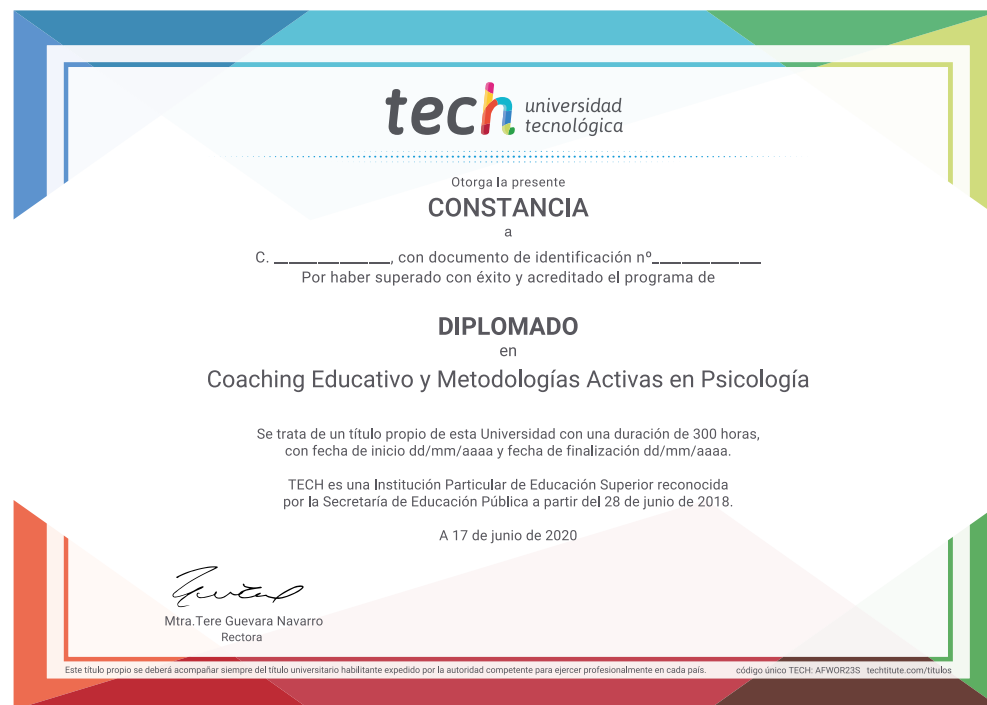 tech universidad
tecnológica
Otorga la presente
CONSTANCIA
a
C. ______________, con documento de identificación nº_____________
Por haber superado con éxito y acreditado el programa de
DIPLOMADO
en
Coaching Educativo y Metodologías Activas en Psicología
Se trata de un título propio de esta Universidad con una duración de 300 horas,
con fecha de inicio dd/mm/aaaa y fecha de finalización dd/mm/aaaa.
TECH es una Institución Particular de Educación Superior reconocida
por la Secretaría de Educación Pública a partir del 28 de junio de 2018.
A 17 de junio de 2020
Mtra.Tere Guevara Navarro
Rectora
Este título propio se deberá acompañar siempre del título universitario habilitante expedido por la autoridad competente para ejercer profesionalmente en cada país. código único TECH: AFWOR23S techtitute.com/titulos